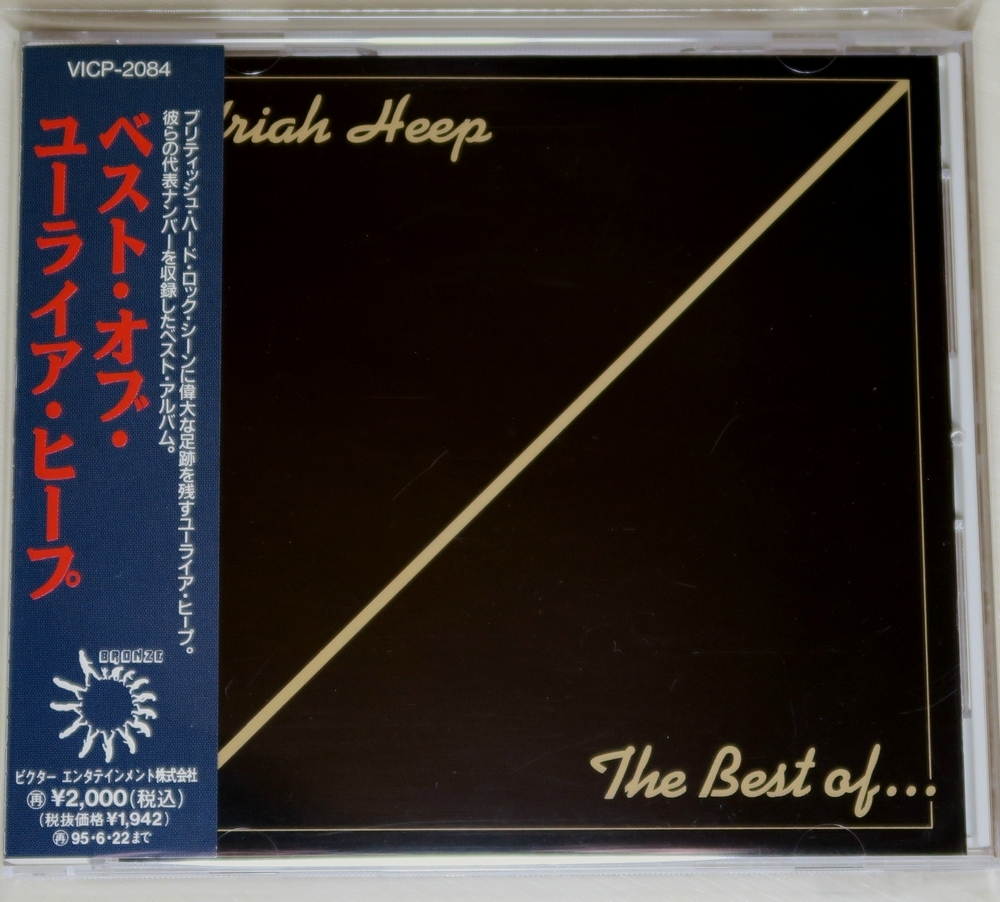 VICP-2084
ブリティッシュ・ハード・ロック・シーンに偉大な足跡を残すユーライア・ヒープ。
彼らの代表ナンバーを収録したベスト・アルバム。
ベスト・オブ・
ユーライア・ヒープ
BRONZE
ビクター エンタテインメント株式会社
再 ¥2,000(税込)
(税抜価格¥1,942)
再 95・6・22まで
Uriah Heep
The Best of...